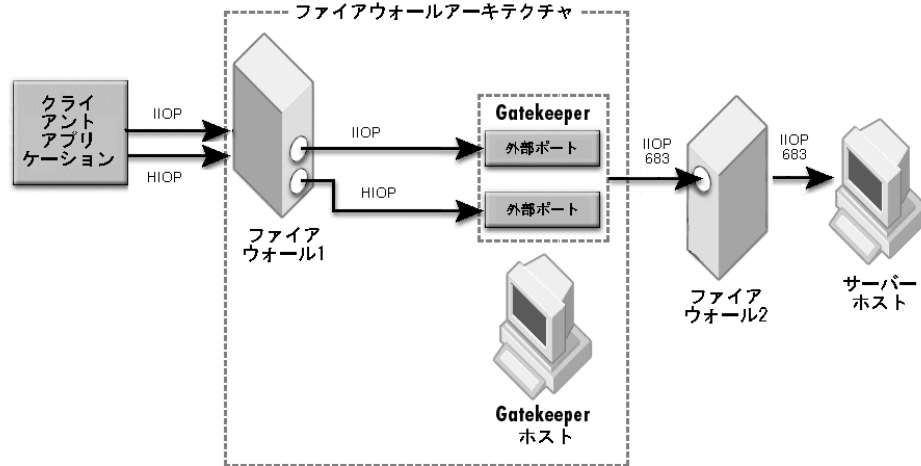 ファイアウォールアーキテクチャ
クライ
アント
アプリ
ケーション
IIOP
HIOP
ファイア
ウォール1
IIOP
HIOP
Gatekeeper
外部ポート
外部ポート
Gatekeeper
ホスト
IIOP
683
ファイア
ウォール2
IIOP
683
サーバー
ホスト